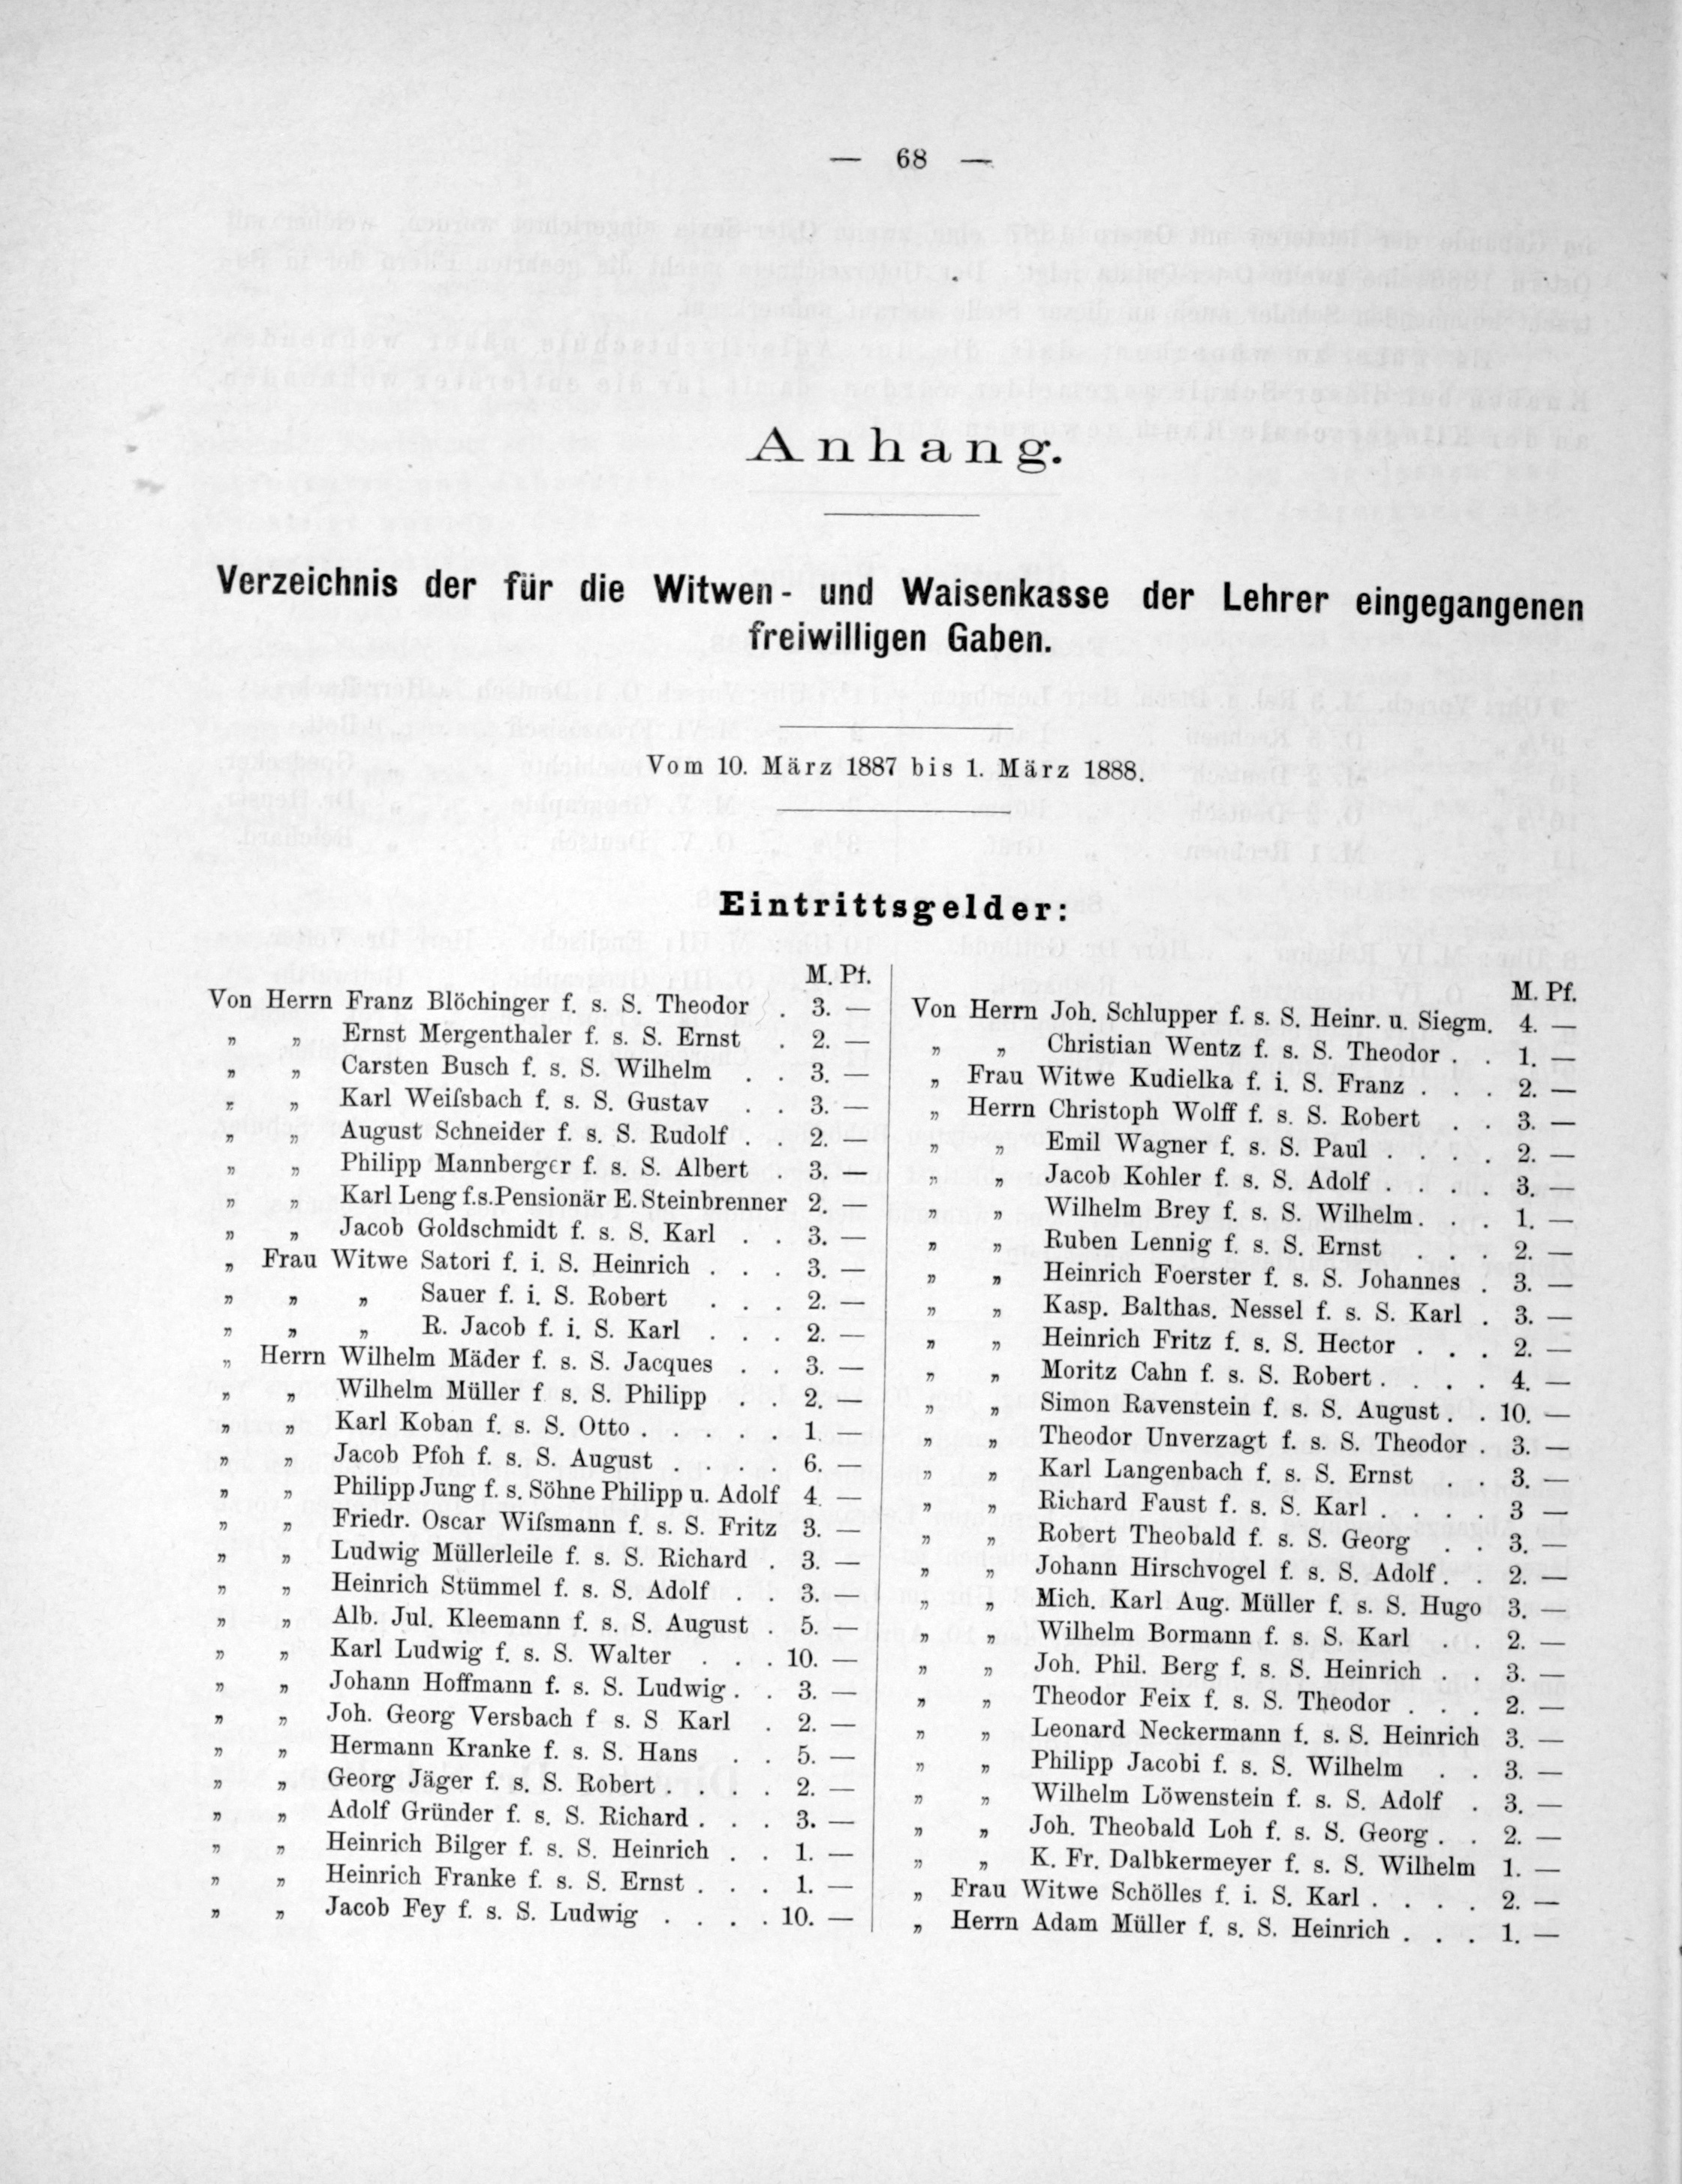 — 68 —
Anhang.
Verzeichnis der für die Witwen- und Waisenkasse der Lehrer eingegangenen
freiwilligen Gaben.
Vom 10. März 1887 bis 1. März 1888.
Eintrittsgelder:
M. Pf.
Von Herrn Franz Blöchinger f. s. S. Theodor . 3. —
„ „ Ernst Mergenthaler f. s. S. Ernst . 2. —
„ „ Carsten Busch f. s. S. Wilhelm . . 3. —
„ „ Karl Weiſsbach f. s. S. Gustav . . 3. —
„ „ August Schneider f. s. S. Rudolf . . 2. —
„ „ Philipp Mannberger f. s. S. Albert . 3. —
„ „ Karl Leng f.s.Pensionär E. Steinbrenner 2. —
„ „ Jacob Goldschmidt f. s. S. Karl . . 3. —
„ Frau Witwe Satori f. i. S. Heinrich . . . 3. —
„ „ „ Sauer f. i. S. Robert . . . 2. —
„ „ „ R. Jacob f. i. S. Karl . . . 2. —
„ Herrn Wilhelm Mäder f. s. S. Jacques . . 3. —
„ „ Wilhelm Müller f s. S. Philipp . . 2. —
„ „ Karl Koban f. s. S. Otto . . . . . 1. —
„ „ Jacob Pfoh f. s. S. August . . . . 6. —
„ „ Philipp Jung f. s. Söhne Philipp u. Adolf 4. —
„ „ Friedr. Oscar Wiſsmann f. s. S. Fritz 3. —
„ „ Ludwig Müllerleile f. s. S. Richard . 3. —
„ „ Heinrich Stümmel f. s. S. Adolf . . 3. —
„ „ Alb. Jul. Kleemann f. s. S. August . 5. —
„ „ Karl Ludwig f. s. S. Walter . . . 10. —
„ „ Johann Hoffmann f. s. S. Ludwig . . 3. —
„ „ Joh. Georg Versbach f s. S Karl . 2. —
„ „ Hermann Kranke f. s. S. Hans . . 5. —
„ „ Georg Jäger f. s. S. Robert . . . . 2. —
„ „ Adolf Gründer f. s. S. Richard . . . 3. —
„ „ Heinrich Bilger f. s. S. Heinrich . . 1. —
„ „ Heinrich Franke f. s. S. Ernst . . . 1. —
„ „ Jacob Fey f. s. S. Ludwig . . . . 10. —
M. Pf.
Von Herrn Joh. Schlupper f. s. S. Heinr. u. Siegm. 4. —
„ „ Christian Wentz f. s. S. Theodor . . 1. —
„ Frau Witwe Kudielka f. i. S. Franz . . . 2. —
„ Herrn Christoph Wolff f. s. S. Robert . . 3. —
„ „ Emil Wagner f. s. S. Paul . . . . 2. —
„ „ Jacob Kohler f. s. S. Adolf . . . . 3. —
„ „ Wilhelm Brey f. s. S. Wilhelm . . . 1. —
„ „ Ruben Lennig f. s. S. Ernst . . . 2. —
„ „ Heinrich Foerster f. s. S. Johannes . 3. —
„ „ Kasp. Balthas. Nessel f. s. S. Karl . 3. —
„ „ Heinrich Fritz f. s. S. Hector . . . 2. —
„ „ Moritz Cahn f. s. S. Robert . . . . 4. —
„ „ Simon Ravenstein f. s. S. August . . 10. —
„ „ Theodor Unverzagt f. s. S. Theodor . 3. —
„ „ Karl Langenbach f. s. S. Ernst . . 3. —
„ „ Richard Faust f. s. S. Karl . . . . 3 —
„ „ Robert Theobald f. s. S. Georg . . 3. —
„ „ Johann Hirschvogel f. s. S. Adolf . . 2. —
„ „ Mich. Karl Aug. Müller f. s. S. Hugo 3. —
„ „ Wilhelm Bormann f. s. S. Karl . . 2. —
„ „ Joh. Phil. Berg f. s. S. Heinrich . . 3. —
„ „ Theodor Feix f. s. S. Theodor . . . 2. —
„ „ Leonard Neckermann f. s. S. Heinrich 3. —
„ „ Philipp Jacobi f. s. S. Wilhelm . . 3. —
„ „ Wilhelm Löwenstein f. s. S. Adolf . 3. —
„ „ Joh. Theobald Loh f. s. S. Georg . . 2. —
„ „ K. Fr. Dalbkermeyer f. s. S. Wilhelm 1. —
„ Frau Witwe Schölles f. i. S. Karl . . . . 2. —
„ Herrn Adam Müller f. s. S. Heinrich . . . 1. —